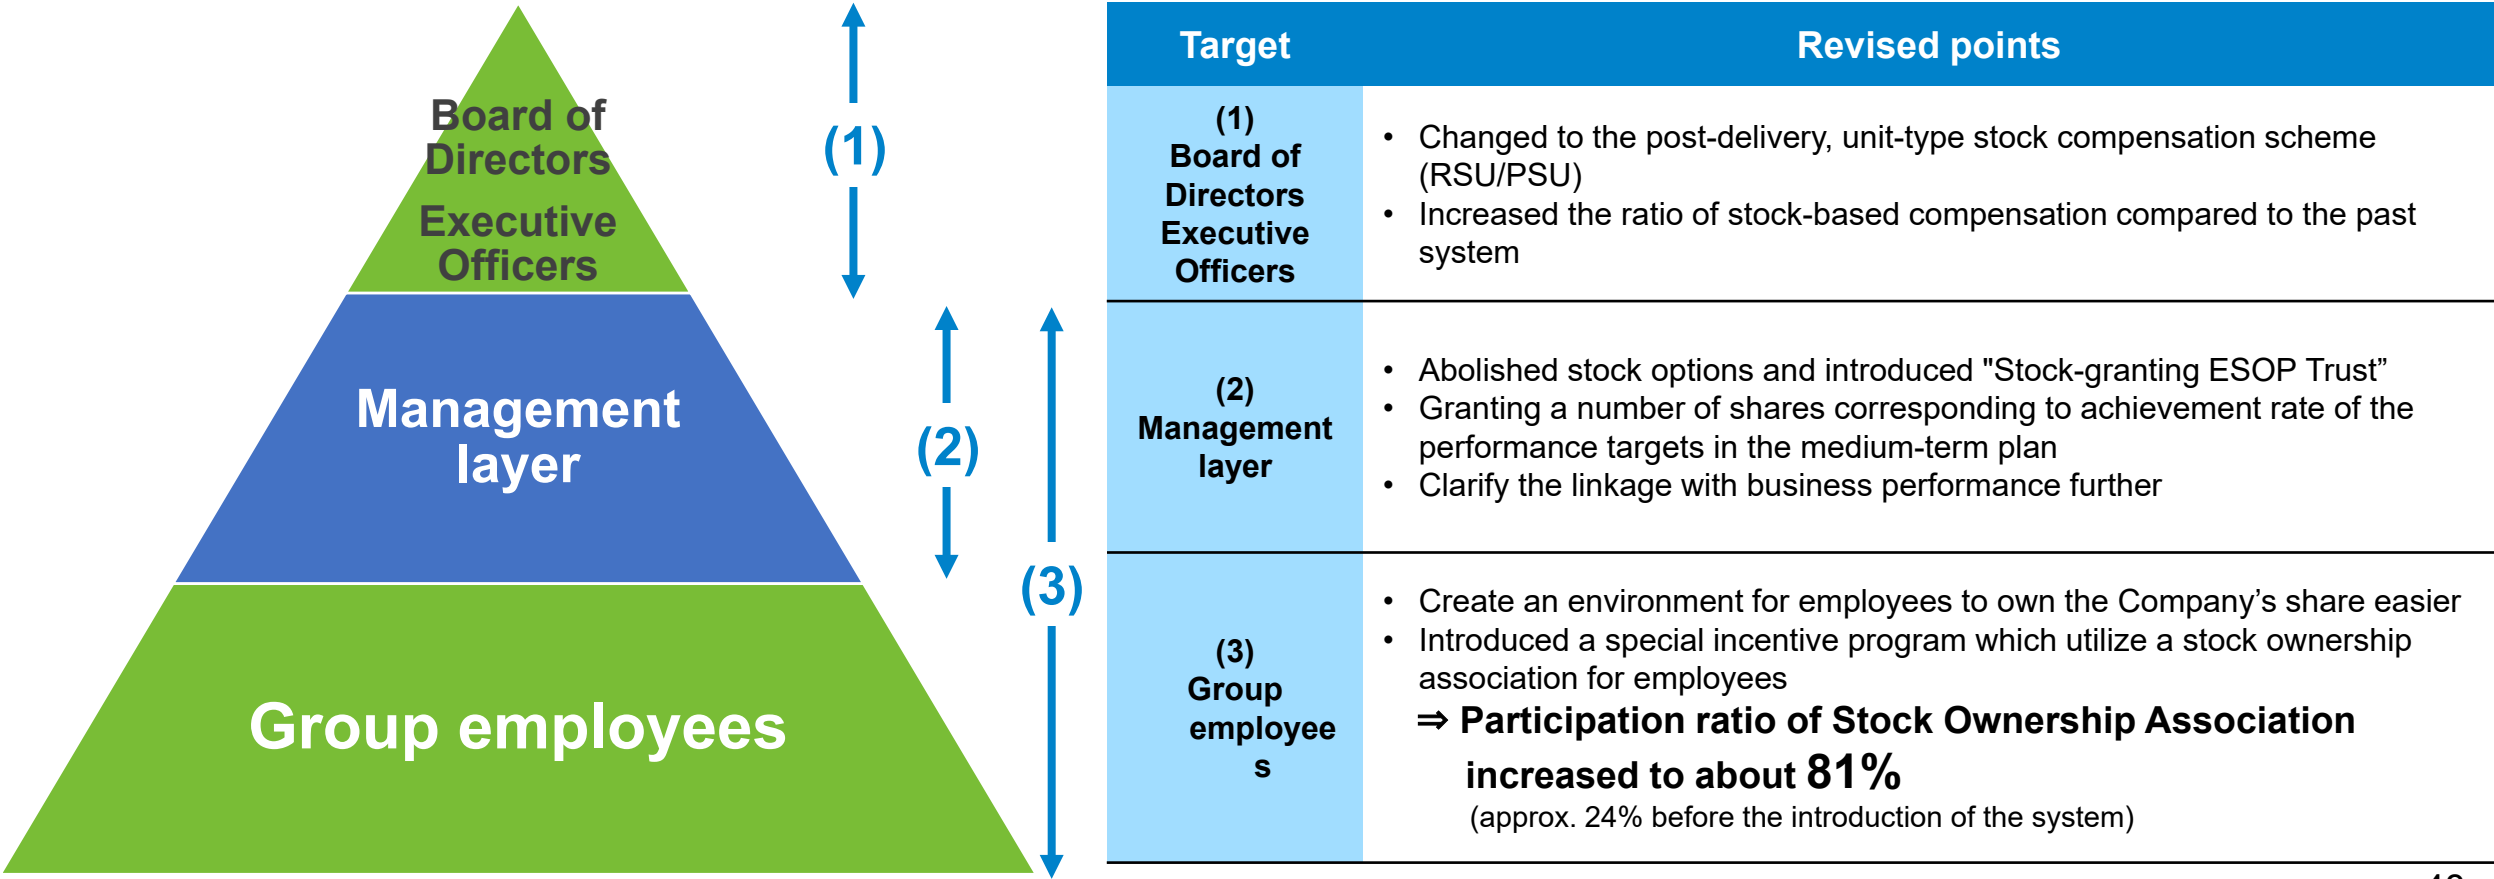 Board of
Directors
Executive
Officers
Management
layer
Group employees
(1)
(2)
(3)
Target
Revised points
(1)
Board of
Directors
Executive
Officers
• Changed to the post-delivery, unit-type stock compensation scheme
(RSU/PSU)
• Increased the ratio of stock-based compensation compared to the past
system
(2)
Management
layer
• Abolished stock options and introduced "Stock-granting ESOP Trust”
• Granting a number of shares corresponding to achievement rate of the
performance targets in the medium-term plan
• Clarify the linkage with business performance further
(3)
Group
employee
s
• Create an environment for employees to own the Company’s share easier
• Introduced a special incentive program which utilize a stock ownership
association for employees
⇒ Participation ratio of Stock Ownership Association
increased to about 81%
(approx. 24% before the introduction of the system)